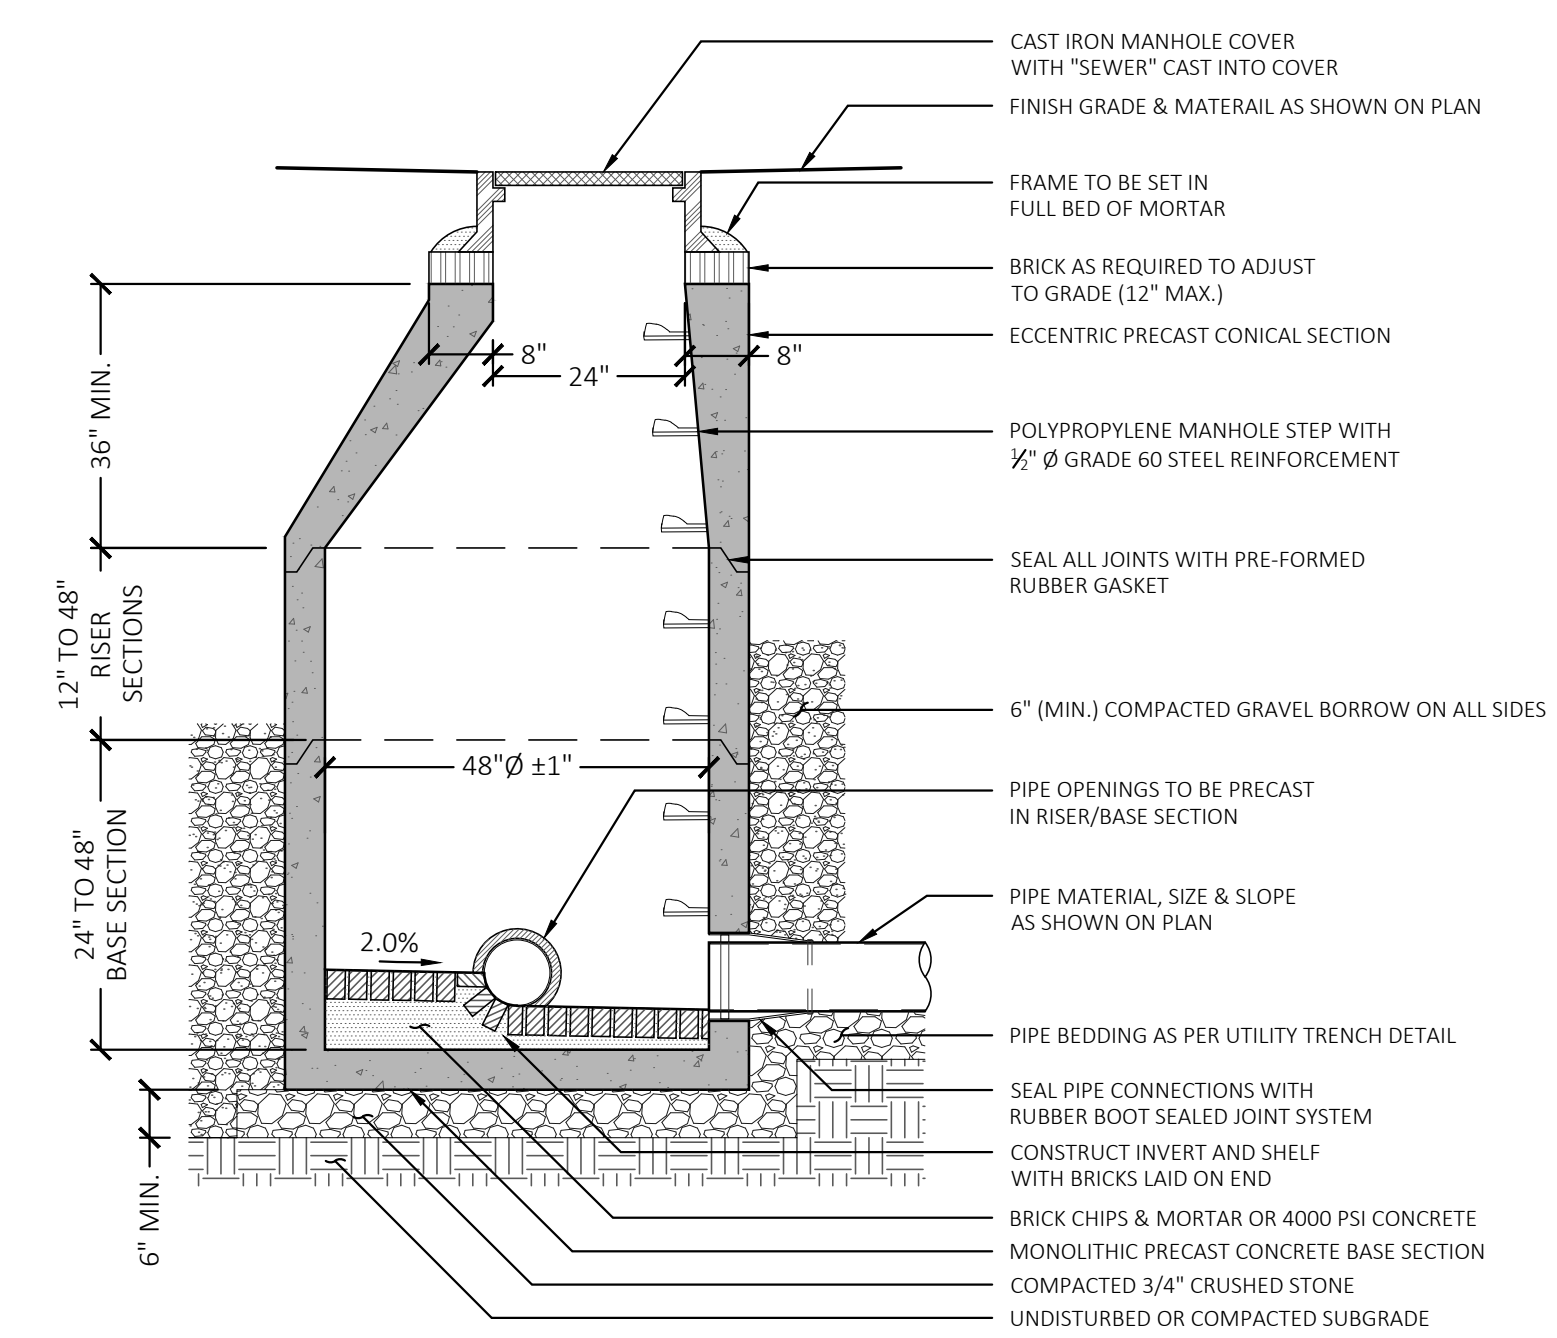 CAST IRON MANHOLE COVER
WITH "SEWER" CAST INTO COVER
FINISH GRADE & MATERAIL AS SHOWN ON PLAN
FRAME TO BE SET IN
FULL BED OF MORTAR
BRICK AS REQUIRED TO ADJUST
TO GRADE (12" MAX.)
ECCENTRIC PRECAST CONICAL SECTION
8"
8"
24"
36" MIN.
POLYPROPYLENE MANHOLE STEP WITH
½" Ø GRADE 60 STEEL REINFORCEMENT
SEAL ALL JOINTS WITH PRE-FORMED
RUBBER GASKET
12" TO 48"
RISER
SECTIONS
6" (MIN.) COMPACTED GRAVEL BORROW ON ALL SIDES
48"Ø ±1"
PIPE OPENINGS TO BE PRECAST
IN RISER/BASE SECTION
24" TO 48"
BASE SECTION
PIPE MATERIAL, SIZE & SLOPE
AS SHOWN ON PLAN
2.0%
PIPE BEDDING AS PER UTILITY TRENCH DETAIL
SEAL PIPE CONNECTIONS WITH
RUBBER BOOT SEALED JOINT SYSTEM
CONSTRUCT INVERT AND SHELF
WITH BRICKS LAID ON END
6" MIN.
BRICK CHIPS & MORTAR OR 4000 PSI CONCRETE
MONOLITHIC PRECAST CONCRETE BASE SECTION
COMPACTED 3/4" CRUSHED STONE
UNDISTURBED OR COMPACTED SUBGRADE